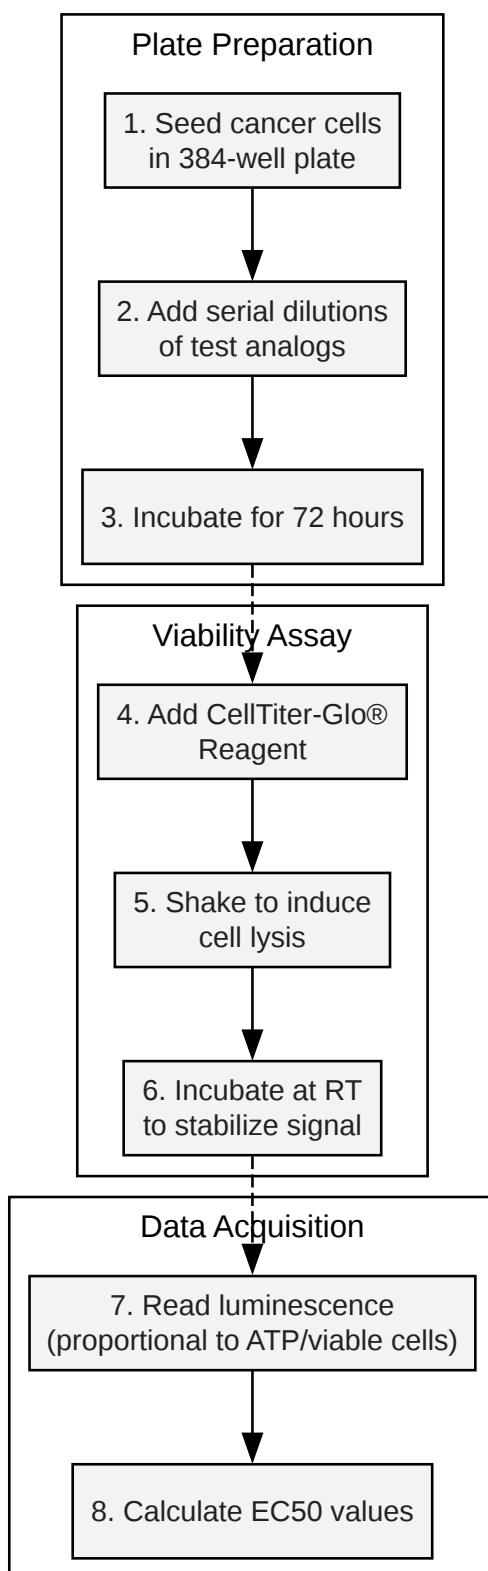 Plate Preparation
1. Seed cancer cells
in 384-well plate
2. Add serial dilutions
of test analogs
3. Incubate for 72 hours
Viability Assay
4. Add CellTiter-Glo®
Reagent
5. Shake to induce
cell lysis
6. Incubate at RT
to stabilize signal
Data Acquisition
7. Read luminescence
(proportional to ATP/viable cells)
8. Calculate EC50 values